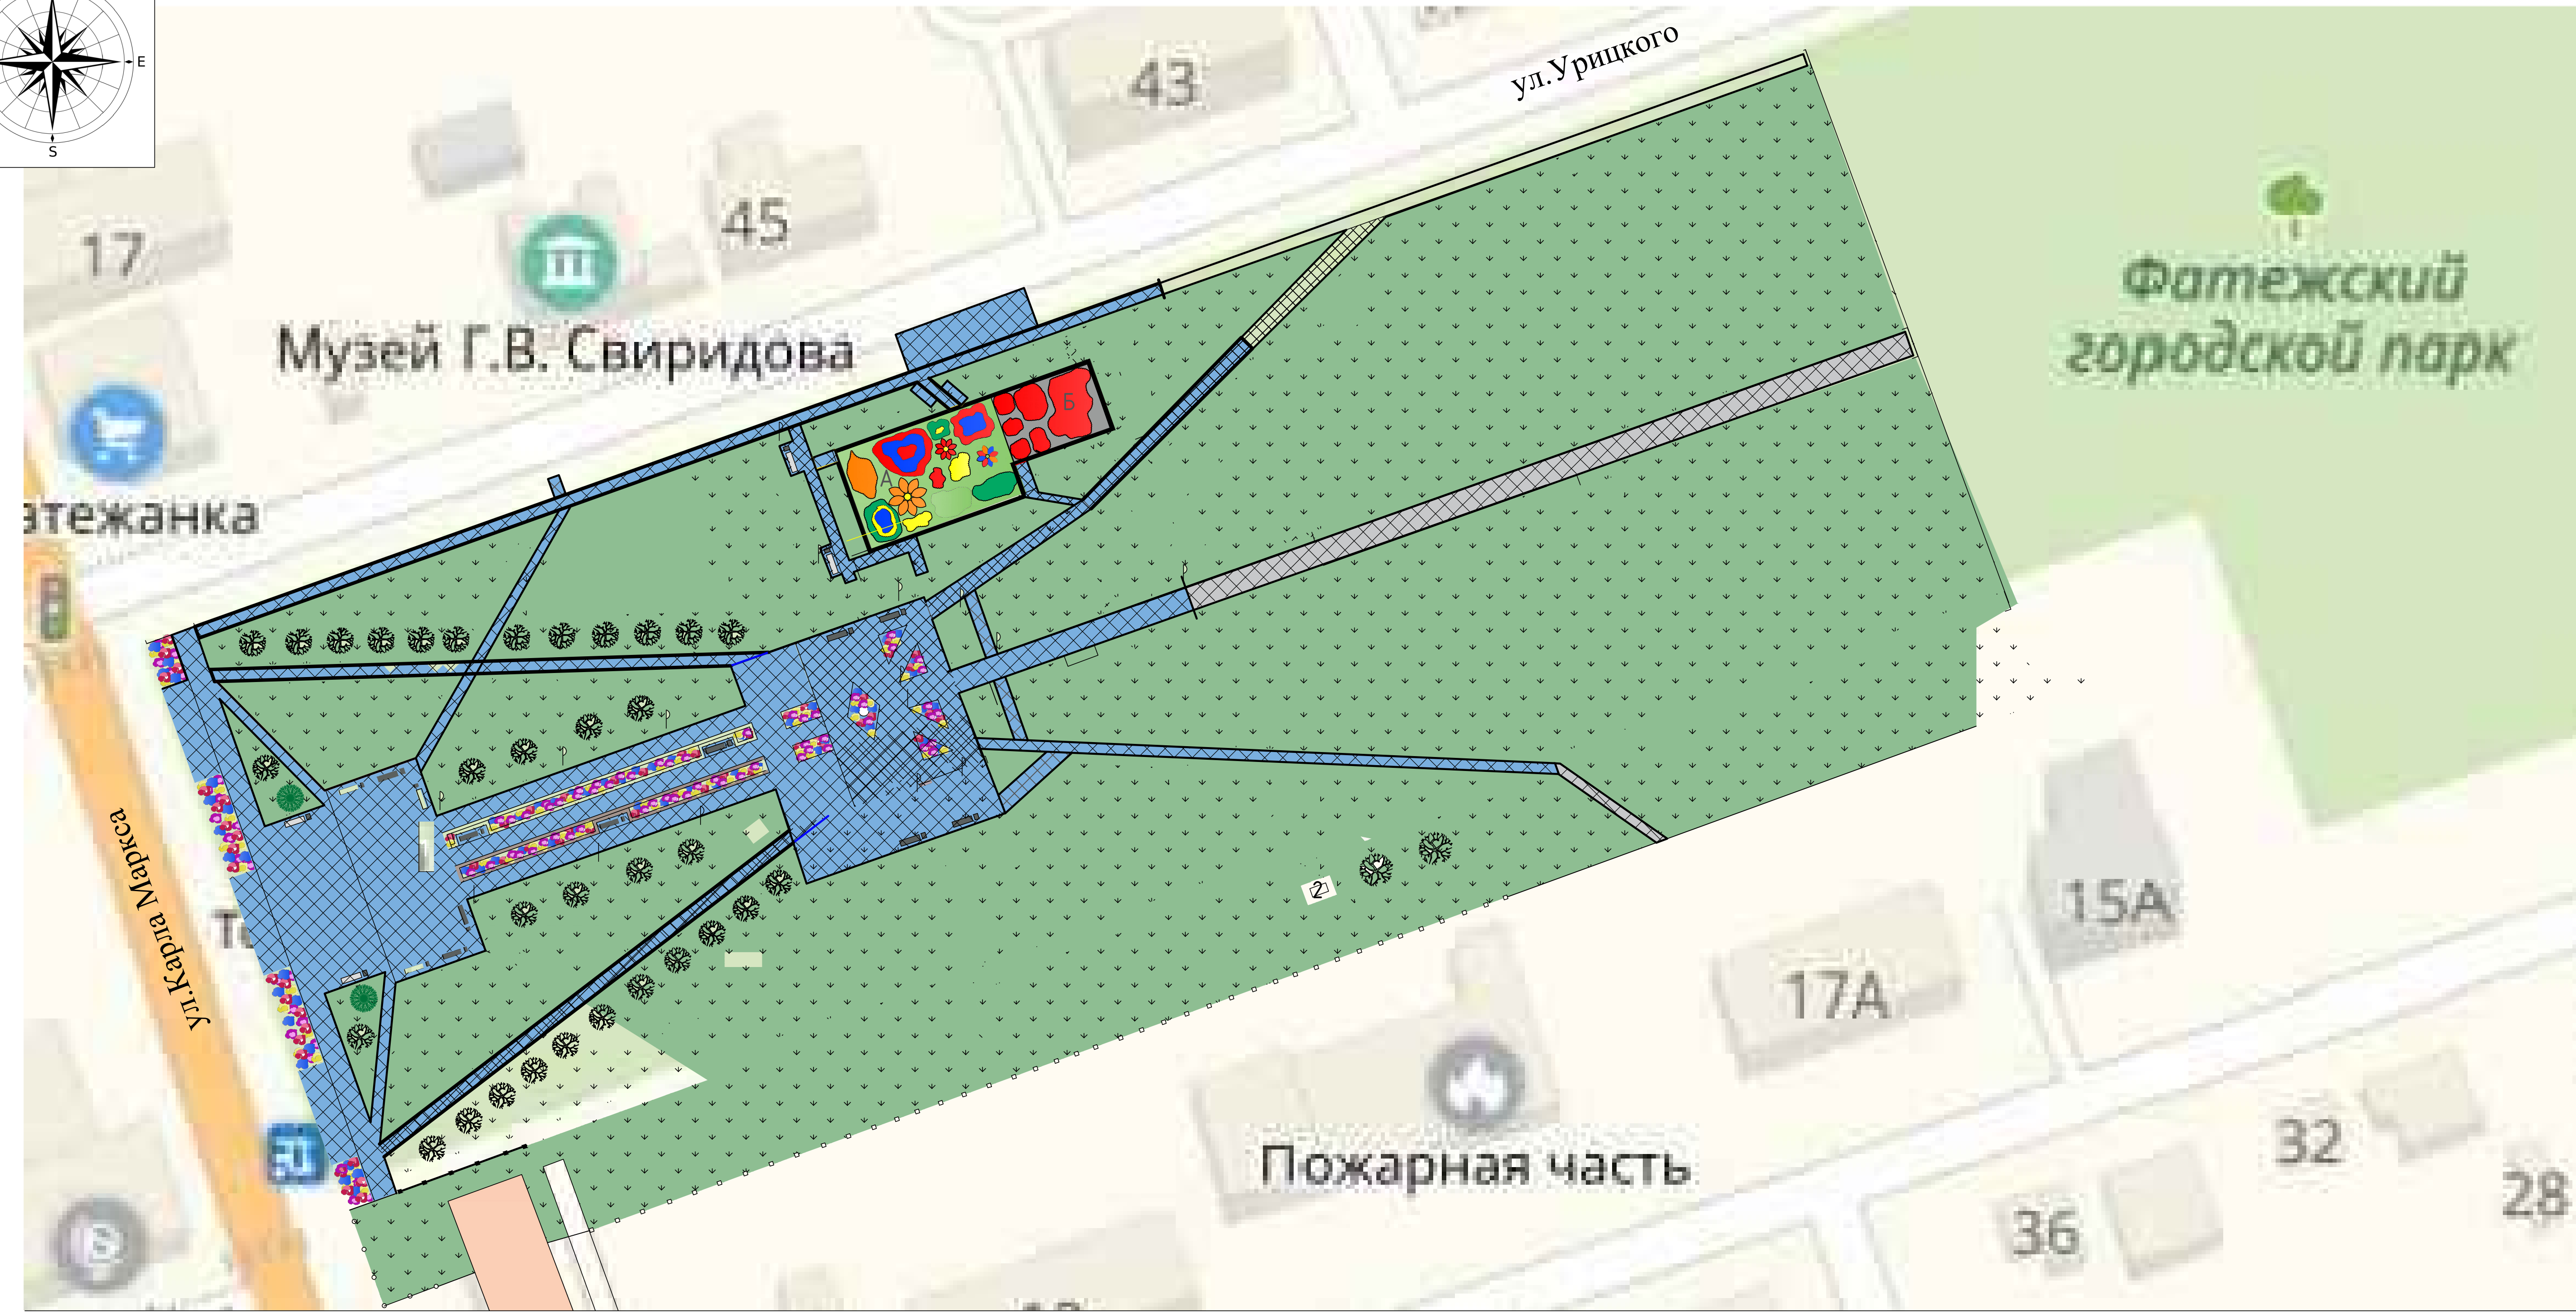 E
S
43
ул.Урицкого
17
45
Музей Г.В. Свиридова
Фатежский
городской парк
Б
А
атежанка
ул.Карла Маркса
2
15А
17А
Пожарная часть
32
28
36